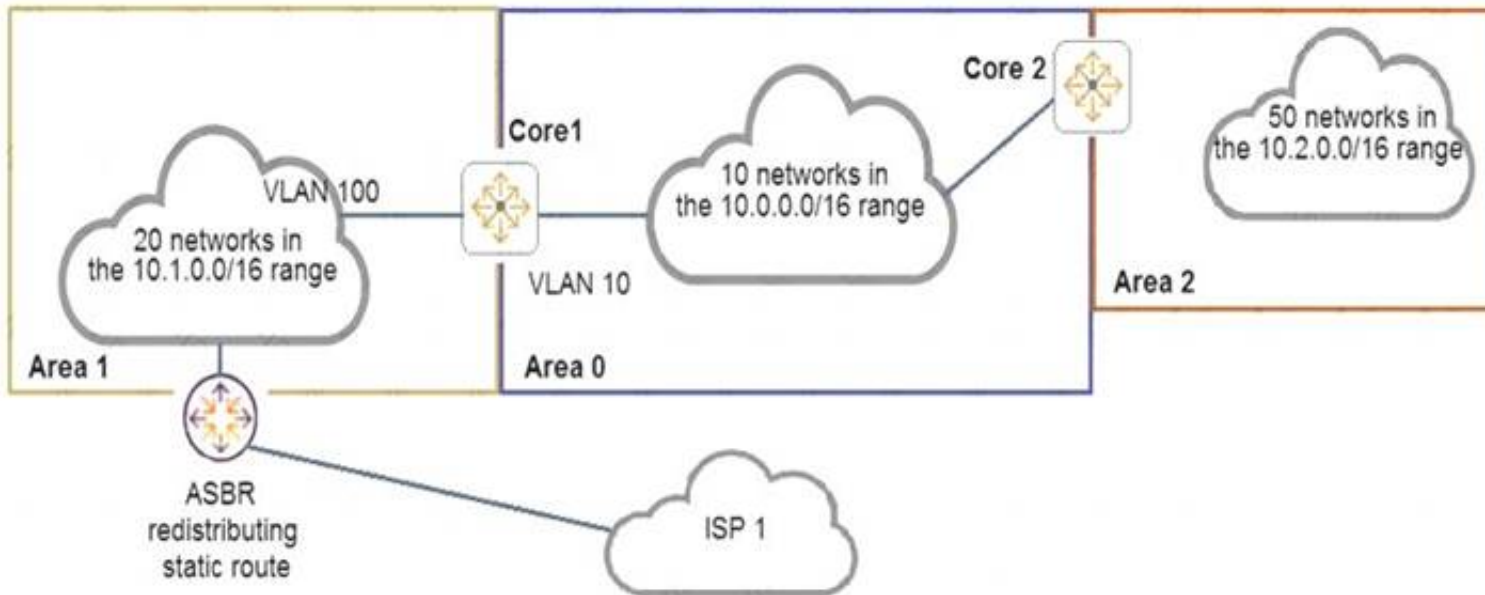 Core 2
50 networks in
the 10.2.0.0/16 range
Core1
VLAN 100
10 networks in
the 10.0.0.0/16 range
20 networks in
the 10.1.0.0/16 range
VLAN 10
Area 2
Area 1
Area 0
ASBR
redistributing
static route
ISP 1